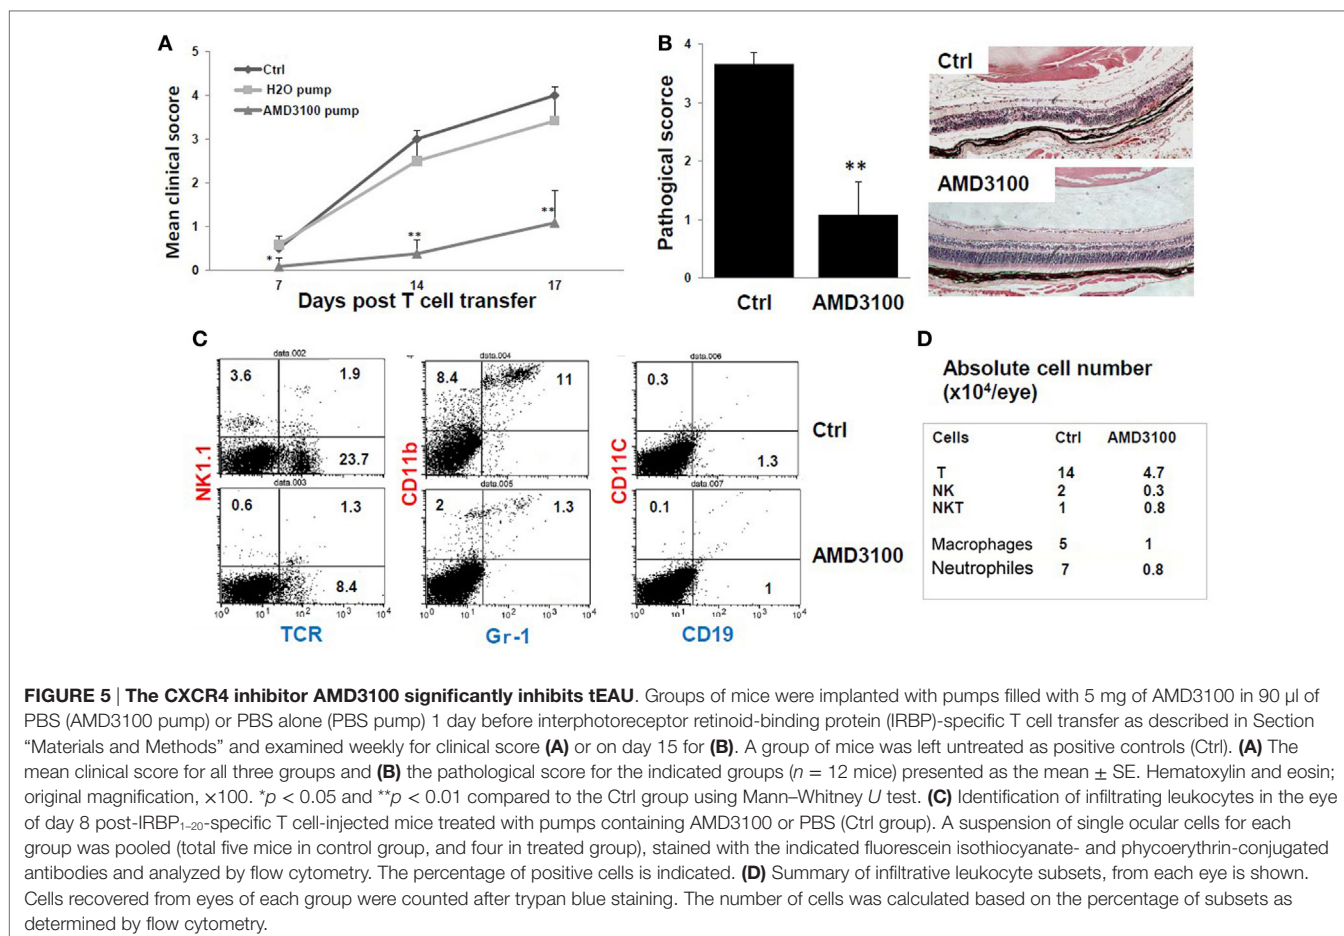 A
Mean clinical socore
5
4
3
2
1
0
Ctrl
H2O pump
AMD3100 pump
*
**
**
7
14
17
Days post T cell transfer
B
Pathogical scorce
4
3
2
1
0
**
Ctrl
AMD3100
Ctrl
AMD3100
C
data.002
3.6
1.9
23.7
NK1.1
data.004
8.4
11
CD11b
data.006
0.3
1.3
CD11C
Ctrl
data.003
0.6
1.3
8.4
10⁰ 10¹ 10² 10³ 10⁴
TCR
data.005
2
1.3
10⁰ 10¹ 10² 10³ 10⁴
Gr-1
data.007
0.1
1
10⁰ 10¹ 10² 10³ 10⁴
CD19
AMD3100
D
Absolute cell number
(x10⁴/eye)
Cells Ctrl AMD3100
T 14 4.7
NK 2 0.3
NKT 1 0.8
Macrophages 5 1
Neutrophiles 7 0.8
FIGURE 5 | The CXCR4 inhibitor AMD3100 significantly inhibits tEAU. Groups of mice were implanted with pumps filled with 5 mg of AMD3100 in 90 µl of
PBS (AMD3100 pump) or PBS alone (PBS pump) 1 day before interphotoreceptor retinoid-binding protein (IRBP)-specific T cell transfer as described in Section
“Materials and Methods” and examined weekly for clinical score (A) or on day 15 for (B). A group of mice was left untreated as positive controls (Ctrl). (A) The
mean clinical score for all three groups and (B) the pathological score for the indicated groups (n = 12 mice) presented as the mean ± SE. Hematoxylin and eosin;
original magnification, ×100. *p < 0.05 and **p < 0.01 compared to the Ctrl group using Mann–Whitney U test. (C) Identification of infiltrating leukocytes in the eye
of day 8 post-IRBP₁₋₂₀-specific T cell-injected mice treated with pumps containing AMD3100 or PBS (Ctrl group). A suspension of single ocular cells for each
group was pooled (total five mice in control group, and four in treated group), stained with the indicated fluorescein isothiocyanate- and phycoerythrin-conjugated
antibodies and analyzed by flow cytometry. The percentage of positive cells is indicated. (D) Summary of infiltrative leukocyte subsets, from each eye is shown.
Cells recovered from eyes of each group were counted after trypan blue staining. The number of cells was calculated based on the percentage of subsets as
determined by flow cytometry.